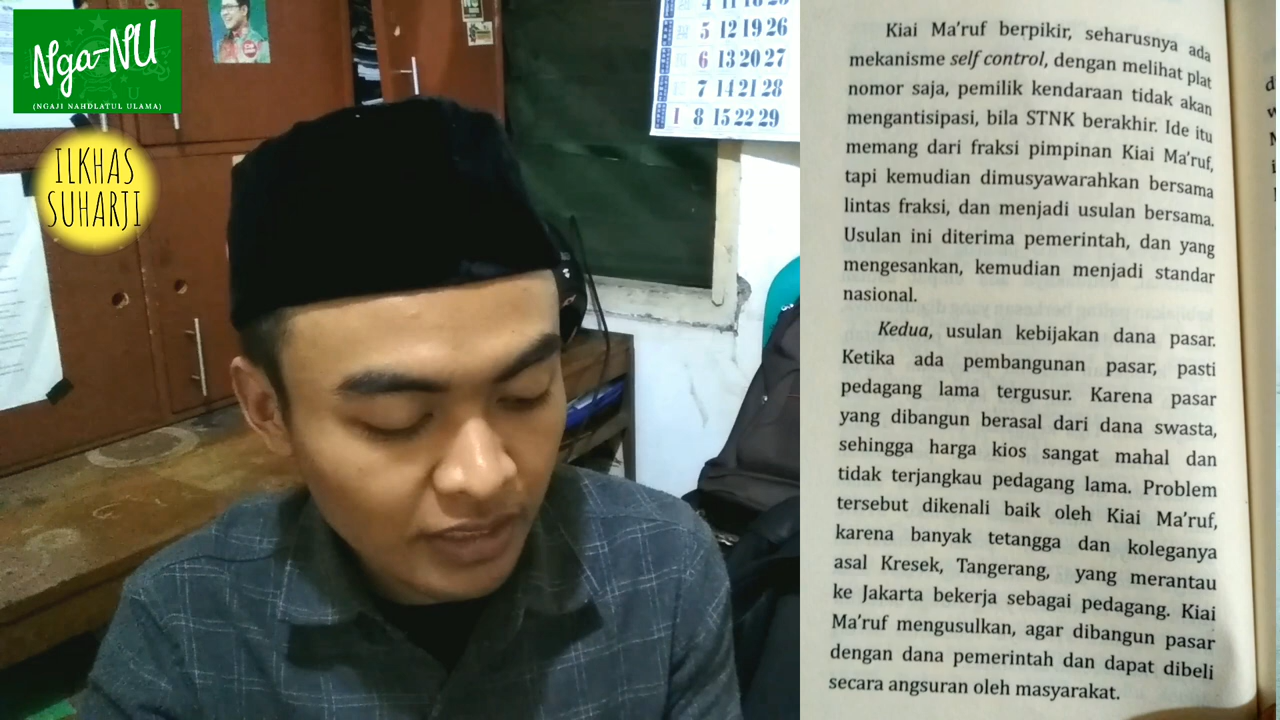 Nga-NU
(NGAJI NAHDLATUL ULAMA)
ILKHAS
SUHARJI
4 11 18 25
5 12 19 26
6 13 20 27
7 14 21 28
1 8 15 22 29
Kiai Ma'ruf berpikir, seharusnya ada
mekanisme self control, dengan melihat plat
nomor saja, pemilik kendaraan tidak akan
mengantisipasi, bila STNK berakhir. Ide itu
memang dari fraksi pimpinan Kiai Ma'ruf,
tapi kemudian dimusyawarahkan bersama
lintas fraksi, dan menjadi usulan bersama.
Usulan ini diterima pemerintah, dan yang
mengesankan, kemudian menjadi standar
nasional.
Kedua, usulan kebijakan dana pasar.
Ketika ada pembangunan pasar, pasti
pedagang lama tergusur. Karena pasar
yang dibangun berasal dari dana swasta,
sehingga harga kios sangat mahal dan
tidak terjangkau pedagang lama. Problem
tersebut dikenali baik oleh Kiai Ma'ruf,
karena banyak tetangga dan koleganya
asal Kresek, Tangerang, yang merantau
ke Jakarta bekerja sebagai pedagang. Kiai
Ma'ruf mengusulkan, agar dibangun pasar
dengan dana pemerintah dan dapat dibeli
secara angsuran oleh masyarakat.